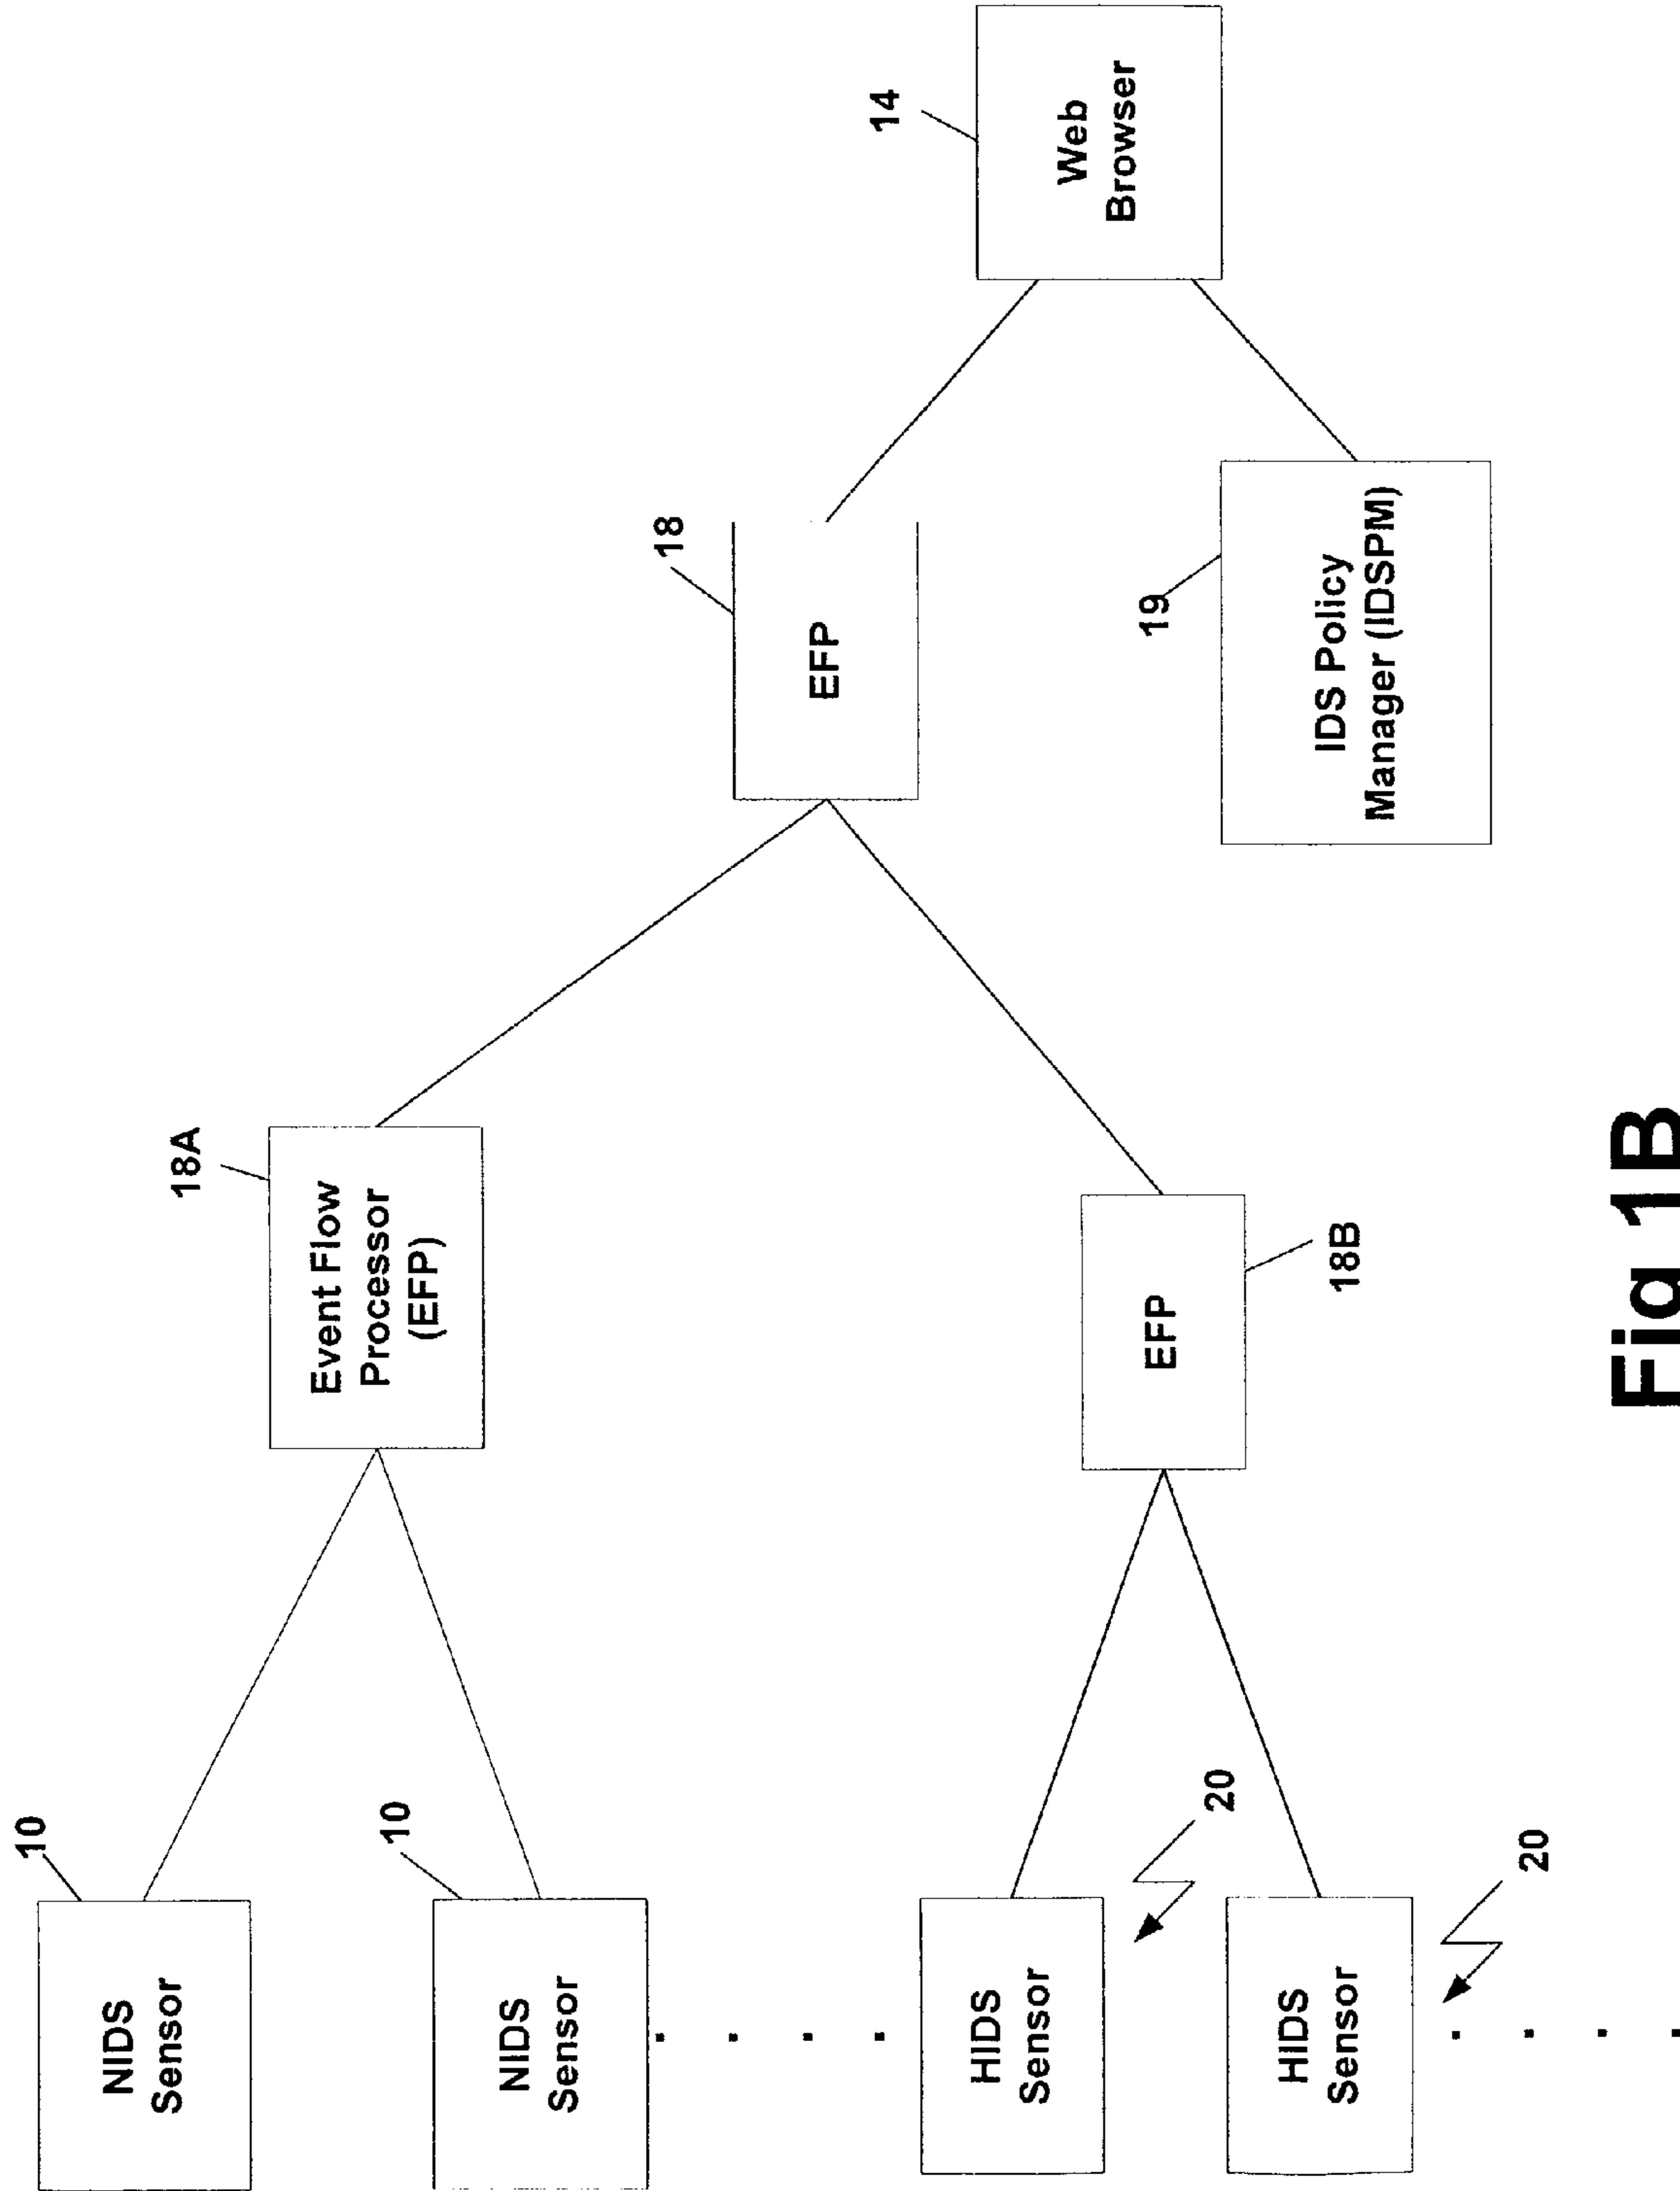 14
Web
Browser
18
EFP
19
IDS Policy
Manager (IDSPM)
18A
Event Flow
Processor
(EFP)
EFP
18B
10
NIDS
Sensor
10
NIDS
Sensor
HIDS
Sensor
20
HIDS
Sensor
20
Fig 1B